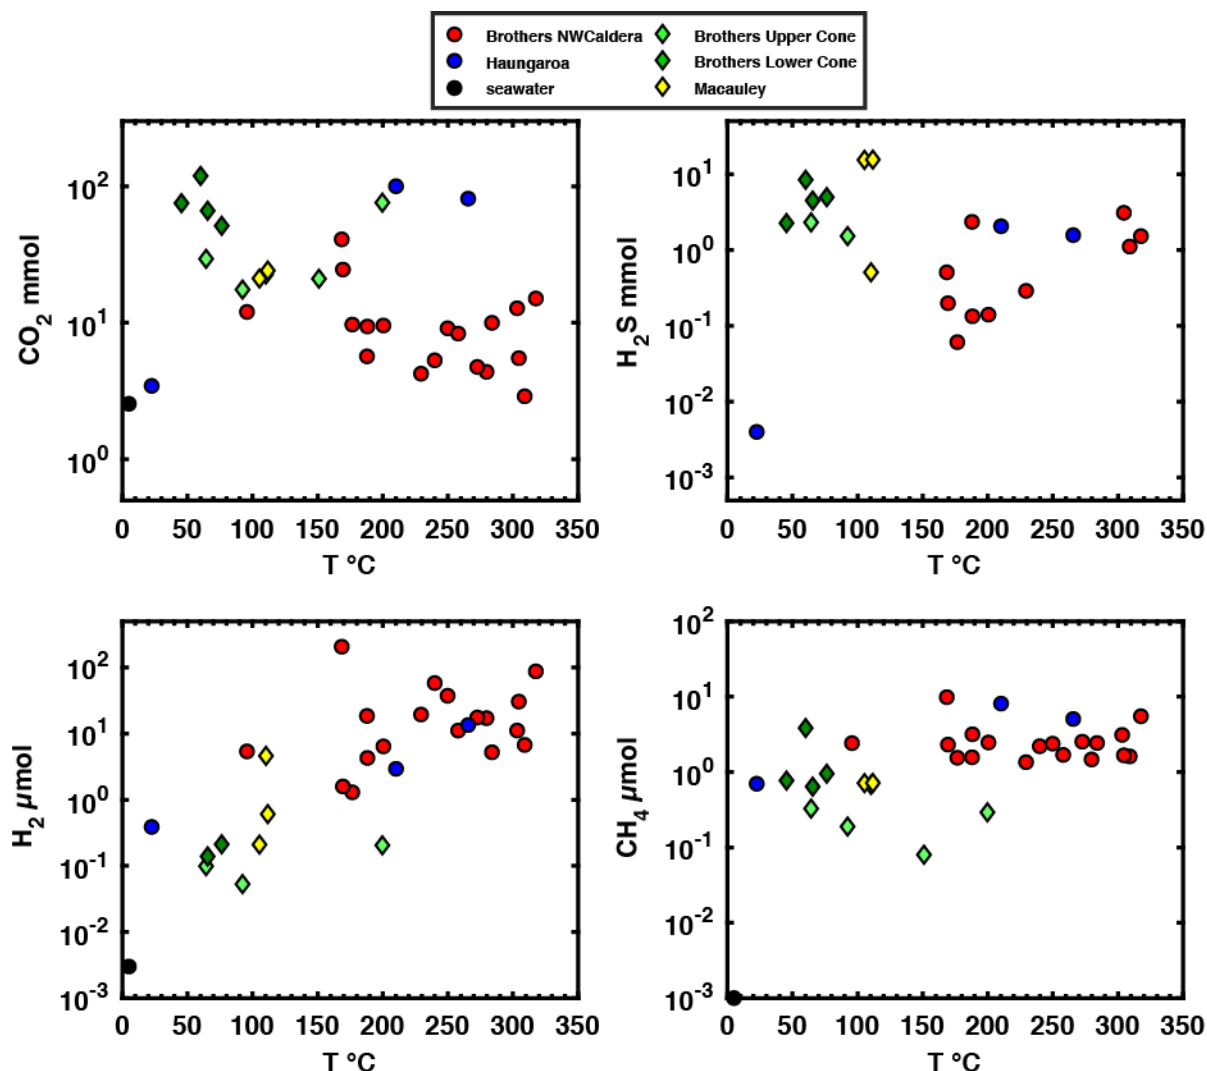 Brothers NWCaldera Brothers Upper Cone
Haungaroa Brothers Lower Cone
seawater Macauley
CO2 mmol
10^2
10^1
10^0
0 50 100 150 200 250 300 350
T °C
H2S mmol
10^1
10^0
10^-1
10^-2
10^-3
0 50 100 150 200 250 300 350
T °C
H2 µmol
10^2
10^1
10^0
10^-1
10^-2
10^-3
0 50 100 150 200 250 300 350
T °C
CH4 µmol
10^2
10^1
10^0
10^-1
10^-2
10^-3
0 50 100 150 200 250 300 350
T °C